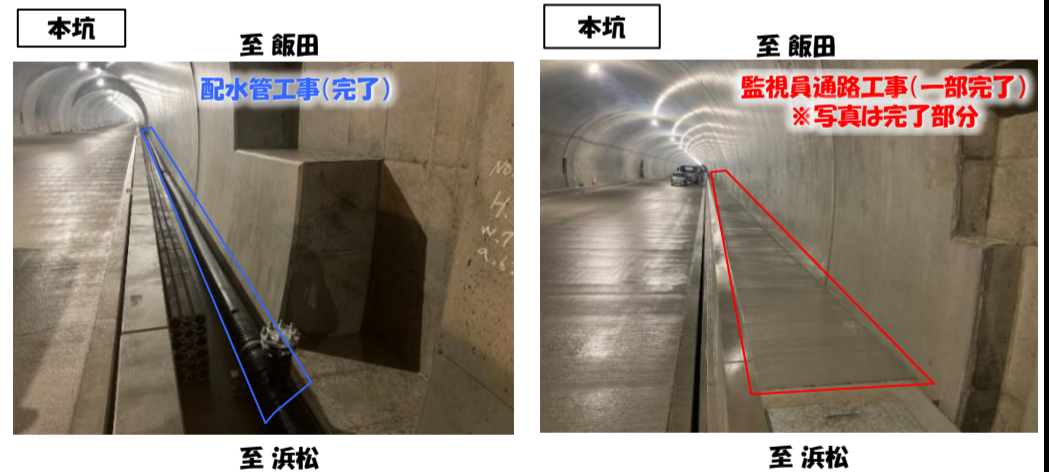 本坑
至 飯田
配水管工事(完了)
No.
H.
至 浜松
本坑
至 飯田
監視員通路工事(一部完了)
※写真は完了部分
至 浜松